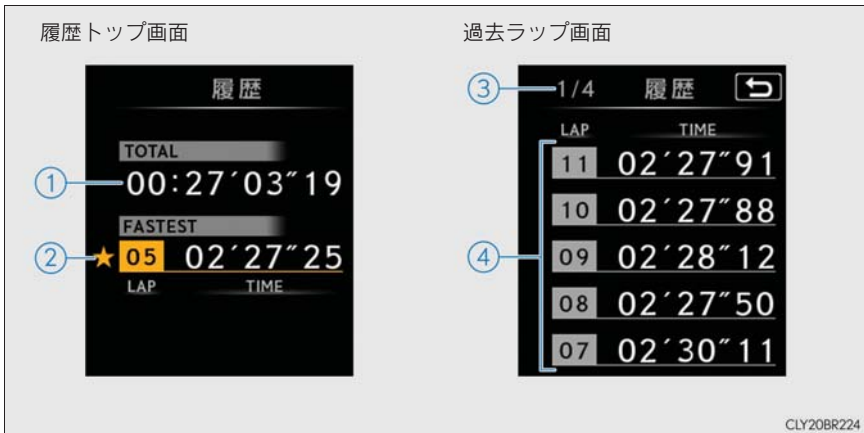 履歴トップ画面
履歴
TOTAL
① 00:27´03″19
FASTEST
② ★ 05 02´27″25
LAP TIME
過去ラップ画面
③ 1/4 履歴
LAP TIME
11 02´27″91
10 02´27″88
④ 09 02´28″12
08 02´27″50
07 02´30″11
CLY20BR224